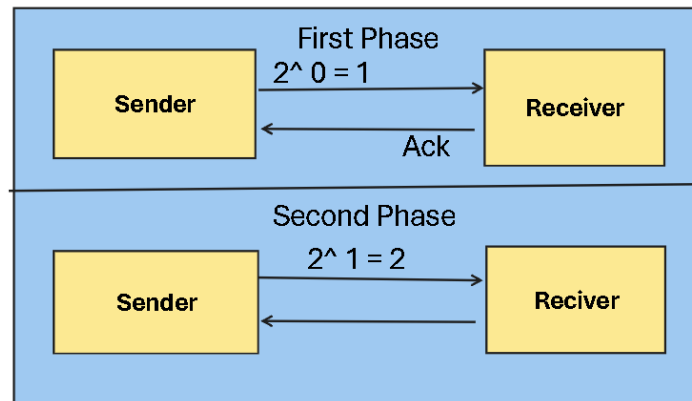 First Phase
2^ 0 = 1
Sender
Receiver
Ack
Second Phase
2^ 1 = 2
Sender
Reciver